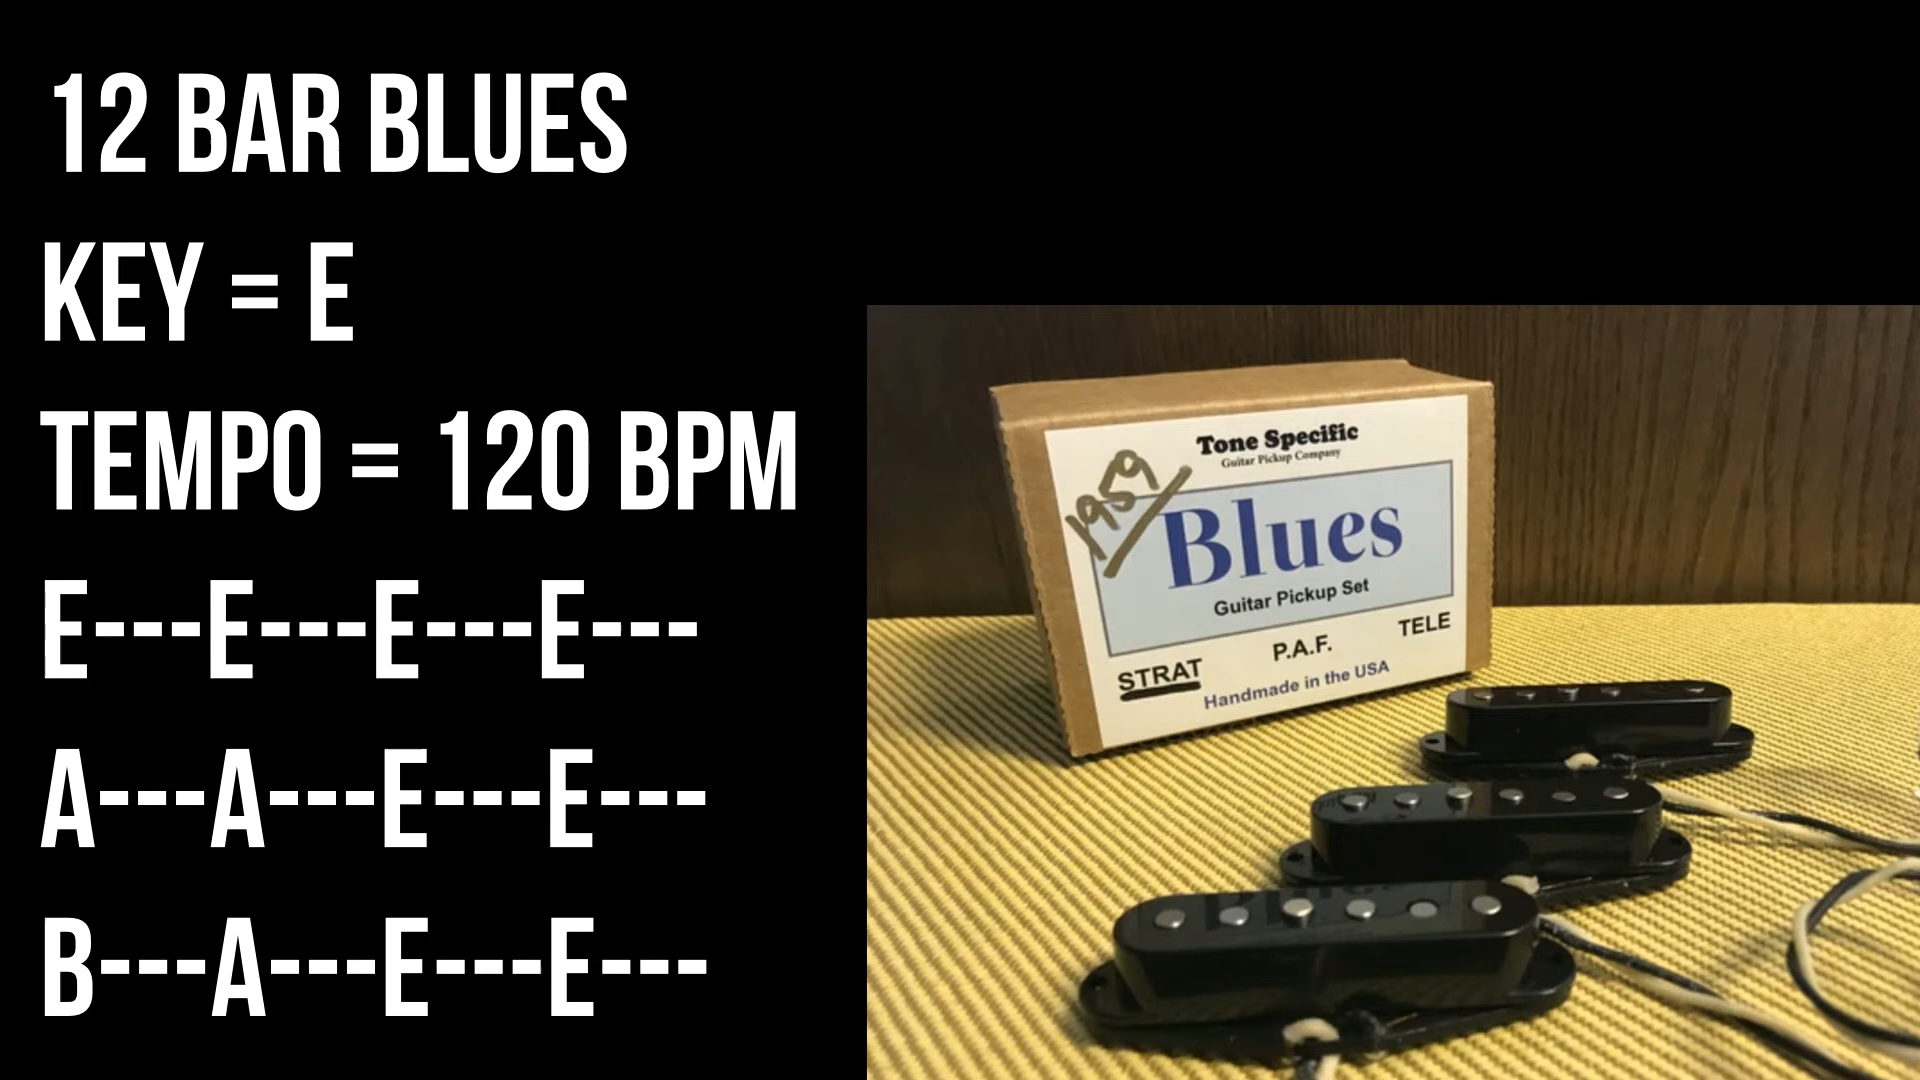 12 BAR BLUES
KEY = E
TEMPO = 120 BPM
E---E---E---E---
A---A---E---E---
B---A---E---E---
Tone Specific
Guitar Pickup Company
1959
Blues
Guitar Pickup Set
STRAT P.A.F. TELE
Handmade in the USA